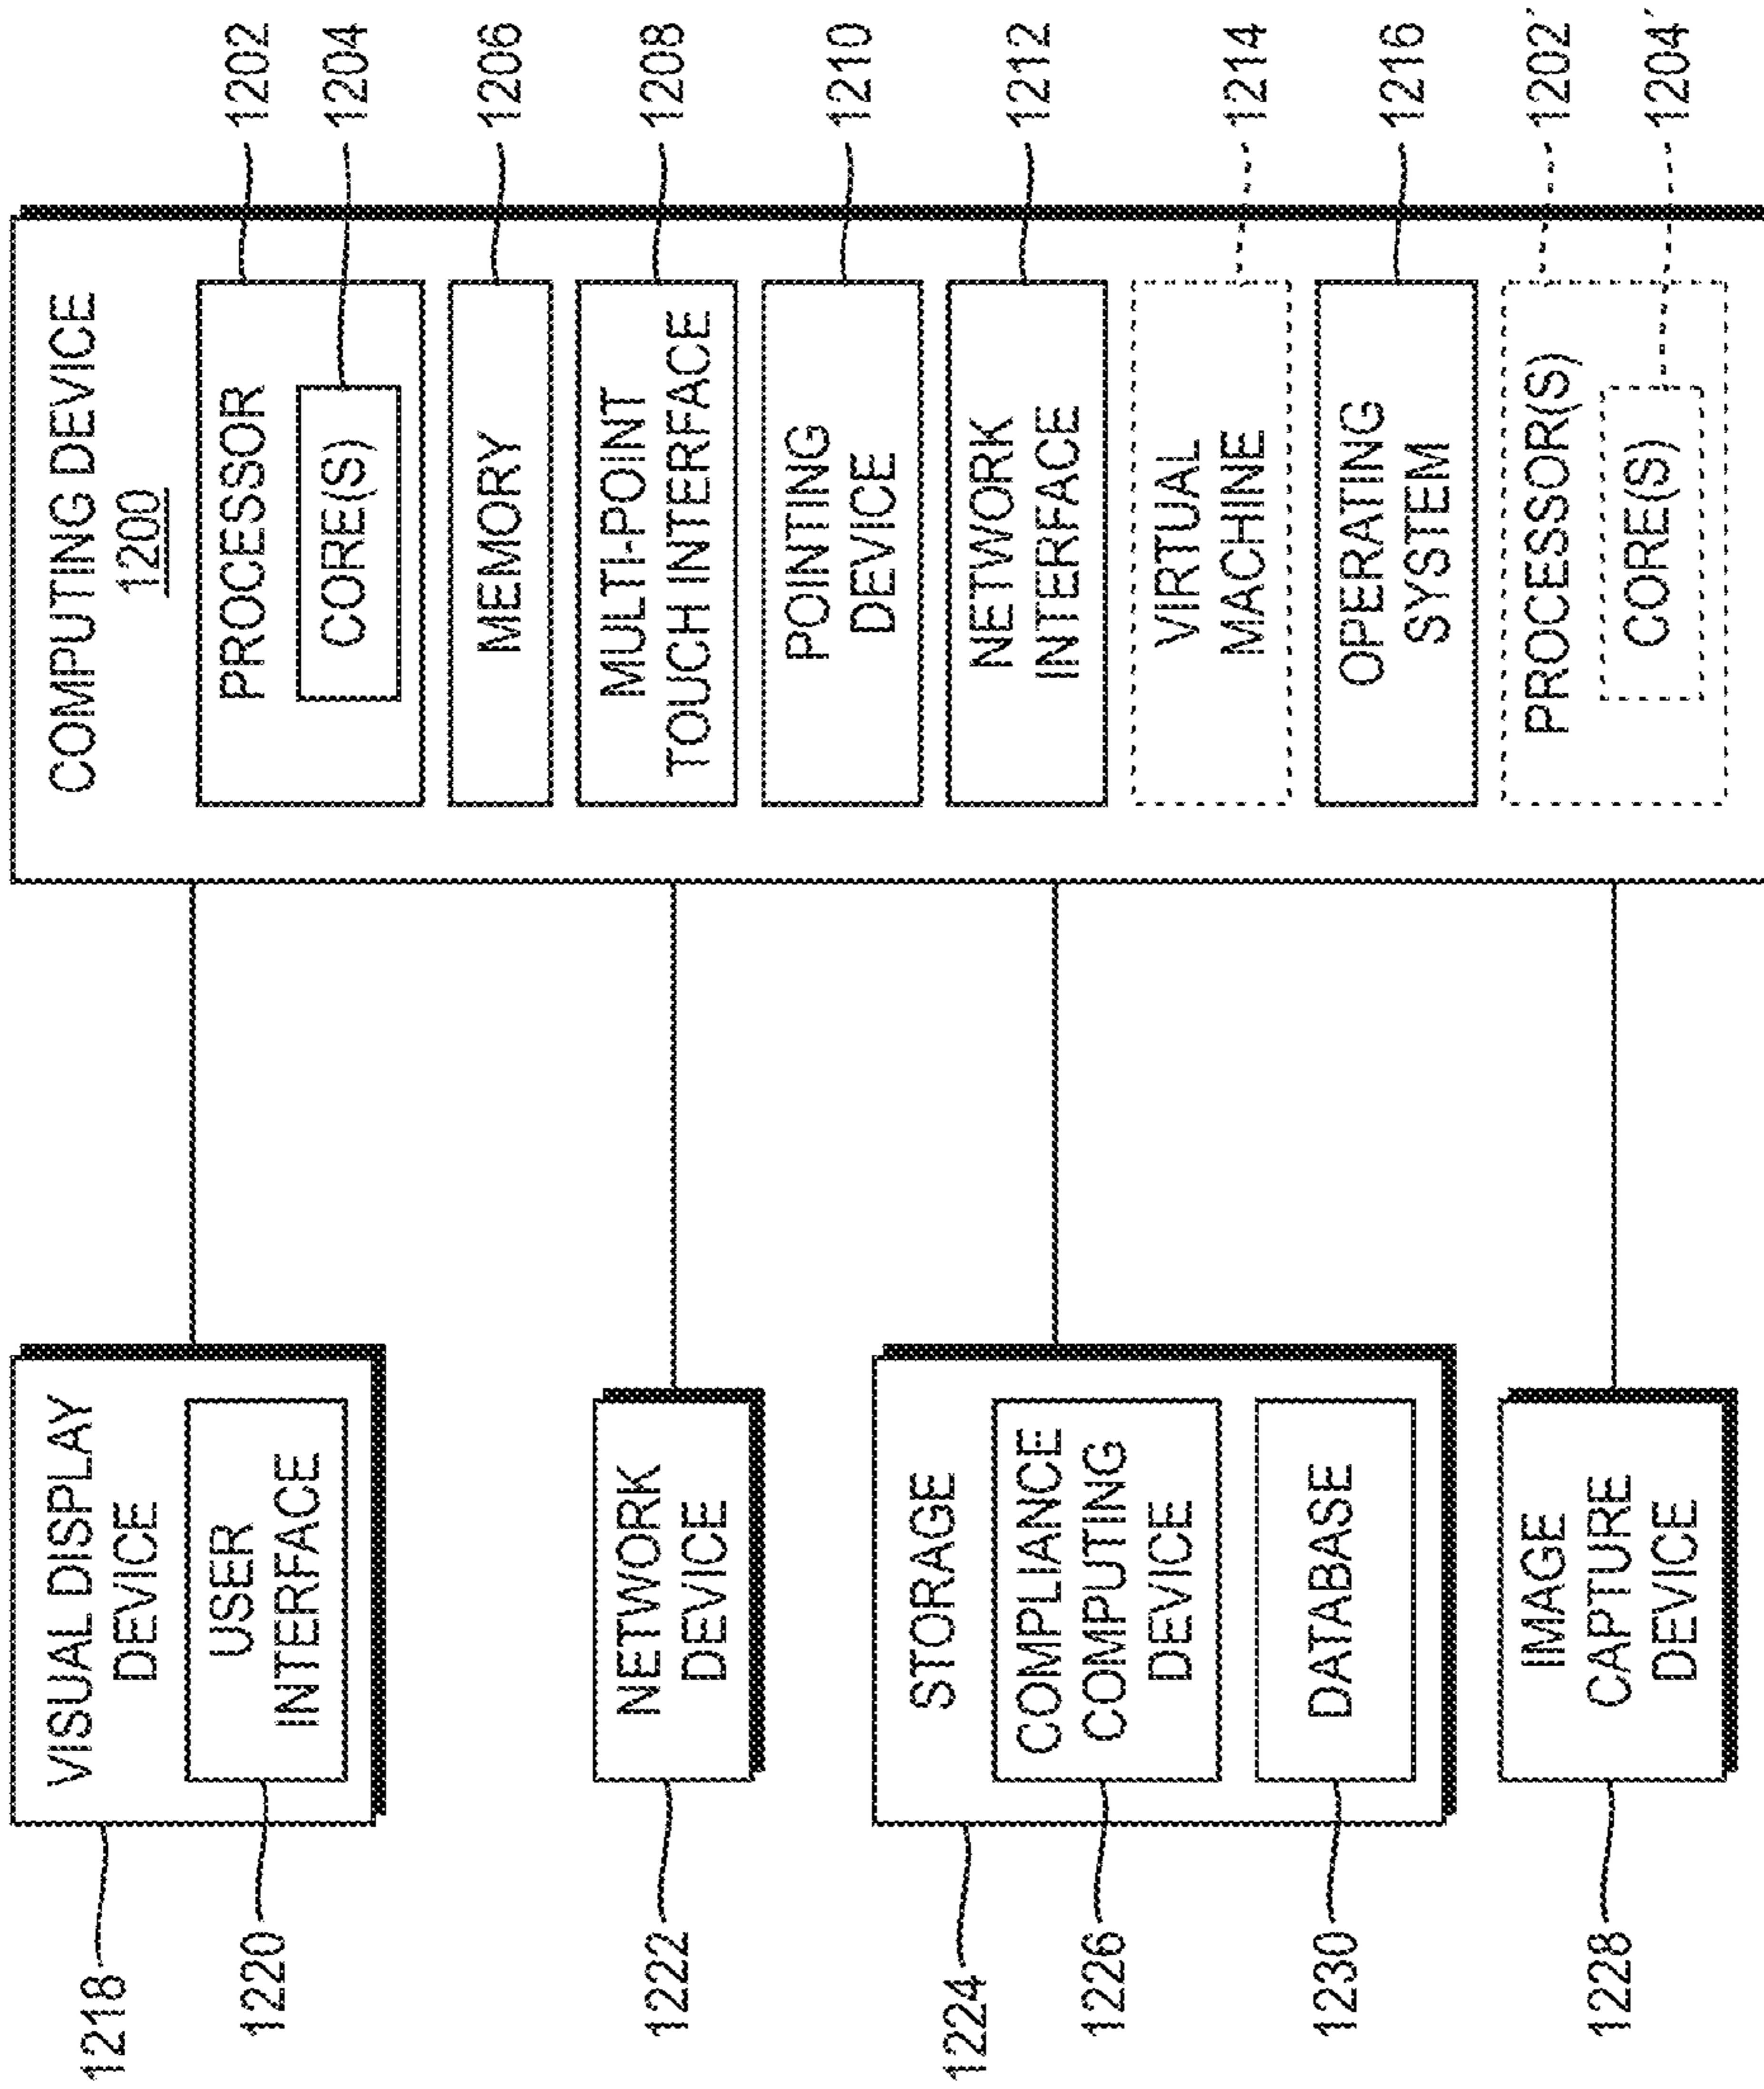 1218
VISUAL DISPLAY
DEVICE
USER
INTERFACE
1220
NETWORK
DEVICE
1222
1224
STORAGE
COMPLIANCE
COMPUTING
DEVICE
1226
DATABASE
1230
IMAGE
CAPTURE
DEVICE
1228
COMPUTING DEVICE
1200
PROCESSOR
1202
CORE(S)
1204
MEMORY
1206
MULTI-POINT
TOUCH INTERFACE
1208
POINTING
DEVICE
1210
NETWORK
INTERFACE
1212
VIRTUAL
MACHINE
1214
OPERATING
SYSTEM
1216
PROCESSOR(S)
1202'
CORE(S)
1204'